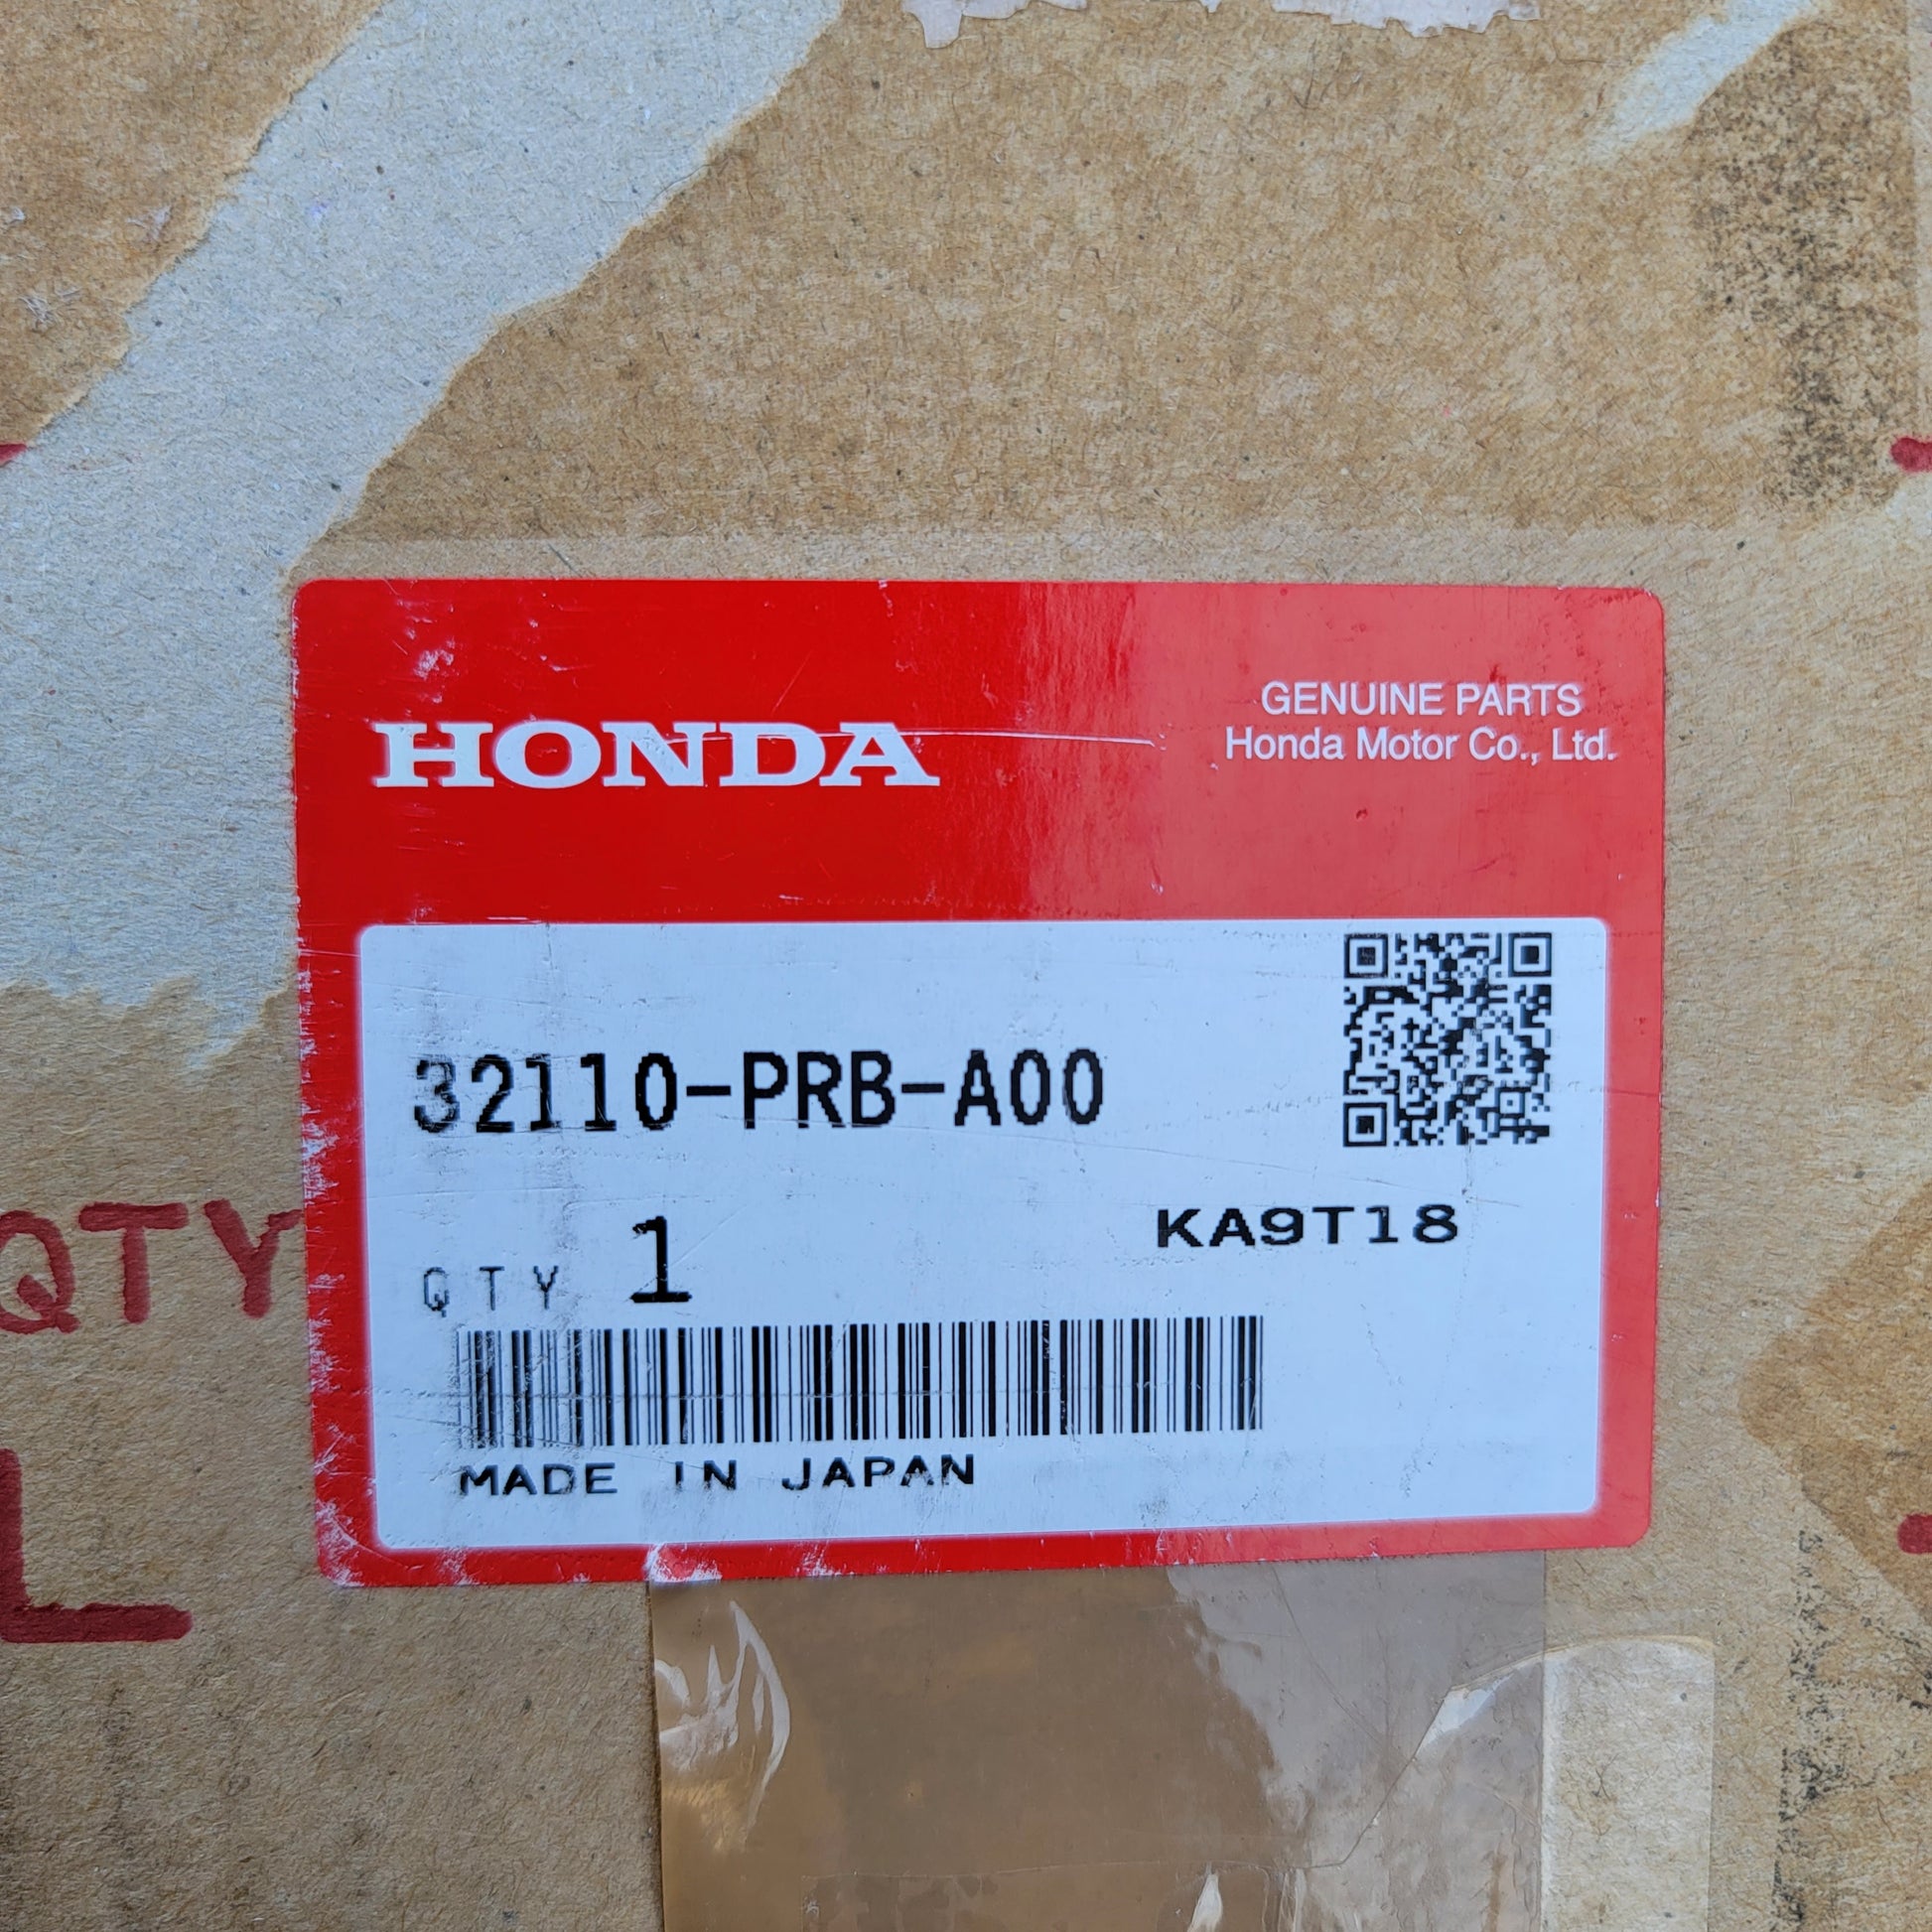 HONDA
GENUINE PARTS
Honda Motor Co., Ltd.
32110-PRB-A00
KA9T18
QTY 1
MADE IN JAPAN
QTY
L